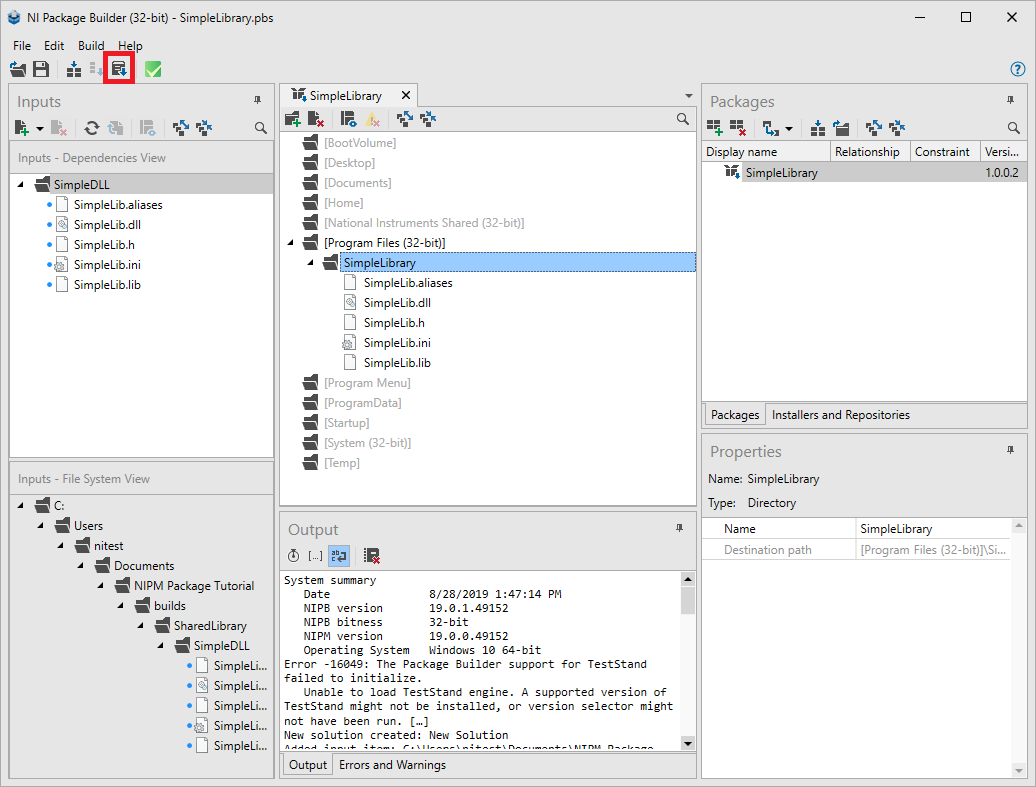 NI Package Builder (32-bit) - SimpleLibrary.pbs
File Edit Build Help
Inputs
Inputs - Dependencies View
SimpleDLL
SimpleLib.aliases
SimpleLib.dll
SimpleLib.h
SimpleLib.ini
SimpleLib.lib
Inputs - File System View
C:
Users
nitest
Documents
NIPM Package Tutorial
builds
SharedLibrary
SimpleDLL
SimpleLi...
SimpleLi...
SimpleLi...
SimpleLi...
SimpleLi...
SimpleLibrary
[BootVolume]
[Desktop]
[Documents]
[Home]
[National Instruments Shared (32-bit)]
[Program Files (32-bit)]
SimpleLibrary
SimpleLib.aliases
SimpleLib.dll
SimpleLib.h
SimpleLib.ini
SimpleLib.lib
[Program Menu]
[ProgramData]
[Startup]
[System (32-bit)]
[Temp]
Output
System summary
Date 8/28/2019 1:47:14 PM
NIPB version 19.0.1.49152
NIPB bitness 32-bit
NIPM version 19.0.0.49152
Operating System Windows 10 64-bit
Error -16049: The Package Builder support for TestStand
failed to initialize.
Unable to load TestStand engine. A supported version of
TestStand might not be installed, or version selector might
not have been run. […]
New solution created: New Solution
Added input item: C:\Users\nitest\Documents\NIPM Package
Output Errors and Warnings
Packages
Display name Relationship Constraint Versi...
SimpleLibrary 1.0.0.2
Packages Installers and Repositories
Properties
Name: SimpleLibrary
Type: Directory
Name SimpleLibrary
Destination path [Program Files (32-bit)]\Si...